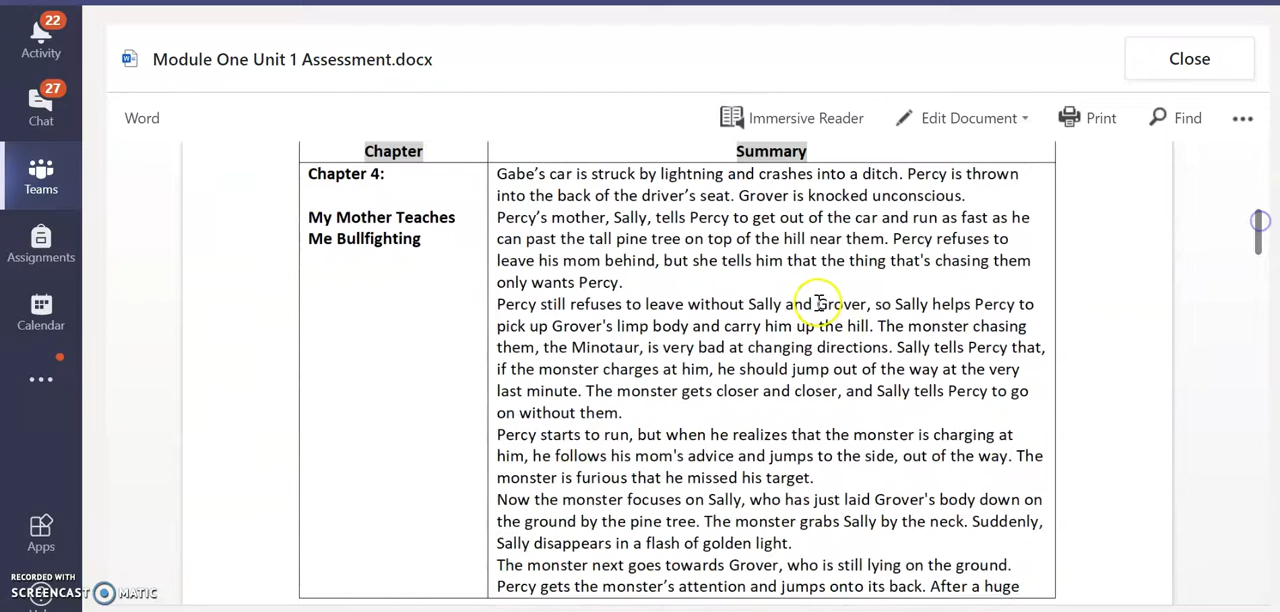 22
Activity
27
Chat
Teams
Assignments
Calendar
Apps
RECORDED WITH
SCREENCAST MATIC
Module One Unit 1 Assessment.docx
Close
Word
Immersive Reader
Edit Document
Print
Find
Chapter
Summary
Chapter 4:
My Mother Teaches
Me Bullfighting
Gabe's car is struck by lightning and crashes into a ditch. Percy is thrown
into the back of the driver's seat. Grover is knocked unconscious.
Percy's mother, Sally, tells Percy to get out of the car and run as fast as he
can past the tall pine tree on top of the hill near them. Percy refuses to
leave his mom behind, but she tells him that the thing that's chasing them
only wants Percy.
Percy still refuses to leave without Sally and Grover, so Sally helps Percy to
pick up Grover's limp body and carry him up the hill. The monster chasing
them, the Minotaur, is very bad at changing directions. Sally tells Percy that,
if the monster charges at him, he should jump out of the way at the very
last minute. The monster gets closer and closer, and Sally tells Percy to go
on without them.
Percy starts to run, but when he realizes that the monster is charging at
him, he follows his mom's advice and jumps to the side, out of the way. The
monster is furious that he missed his target.
Now the monster focuses on Sally, who has just laid Grover's body down on
the ground by the pine tree. The monster grabs Sally by the neck. Suddenly,
Sally disappears in a flash of golden light.
The monster next goes towards Grover, who is still lying on the ground.
Percy gets the monster's attention and jumps onto its back. After a huge